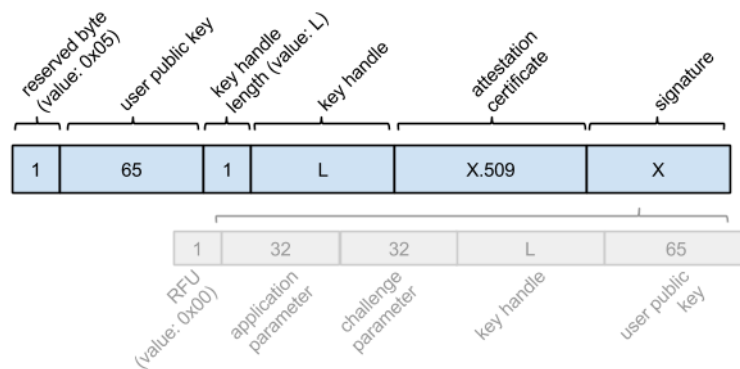 reserved byte
(value: 0x05)
user public key
key handle
length (value: L)
key handle
attestation
certificate
signature
1
65
1
L
X.509
X
1
32
32
L
65
RFU
(value: 0x00)
application
parameter
challenge
parameter
key handle
user public
key